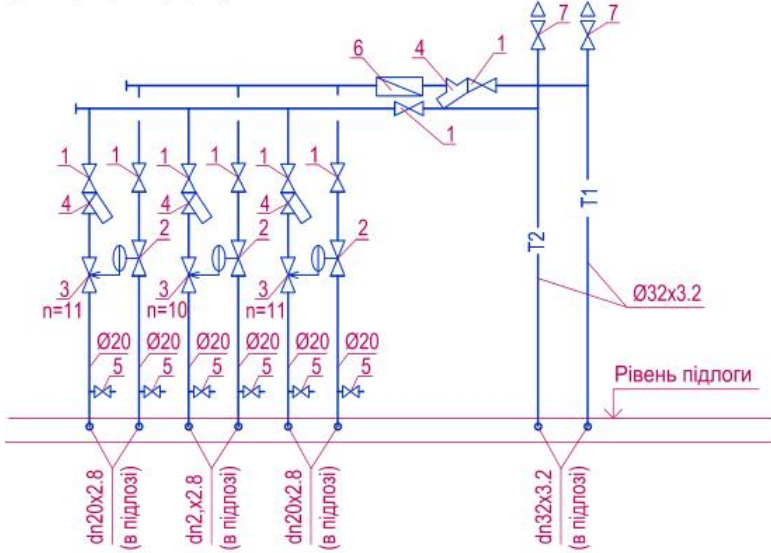 7
7
6
4
1
1
1
1
1
1
1
1
4
4
4
2
2
2
T2
T1
3
3
3
n=11
n=10
n=11
Ø32x3.2
Ø20
Ø20
Ø20
Ø20
Ø20
Ø20
5
5
5
5
5
5
Рівень підлоги
dn20x2.8
(в підлозі)
dn2,x2.8
(в підлозі)
dn20x2.8
(в підлозі)
dn32x3.2
(в підлозі)